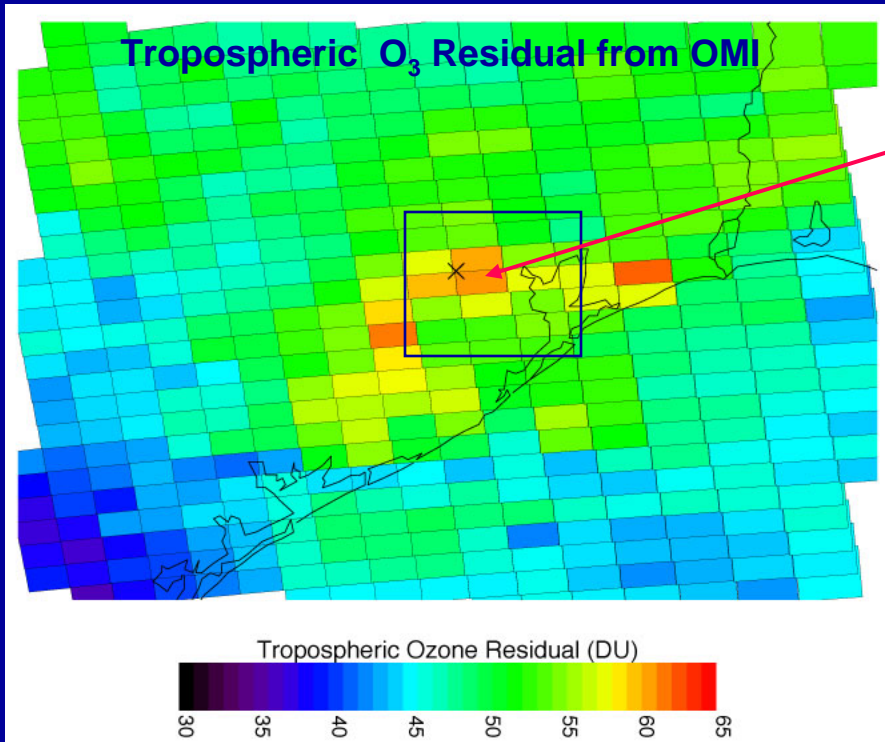 Tropospheric O₃ Residual from OMI
Tropospheric Ozone Residual (DU)
30 35 40 45 50 55 60 65